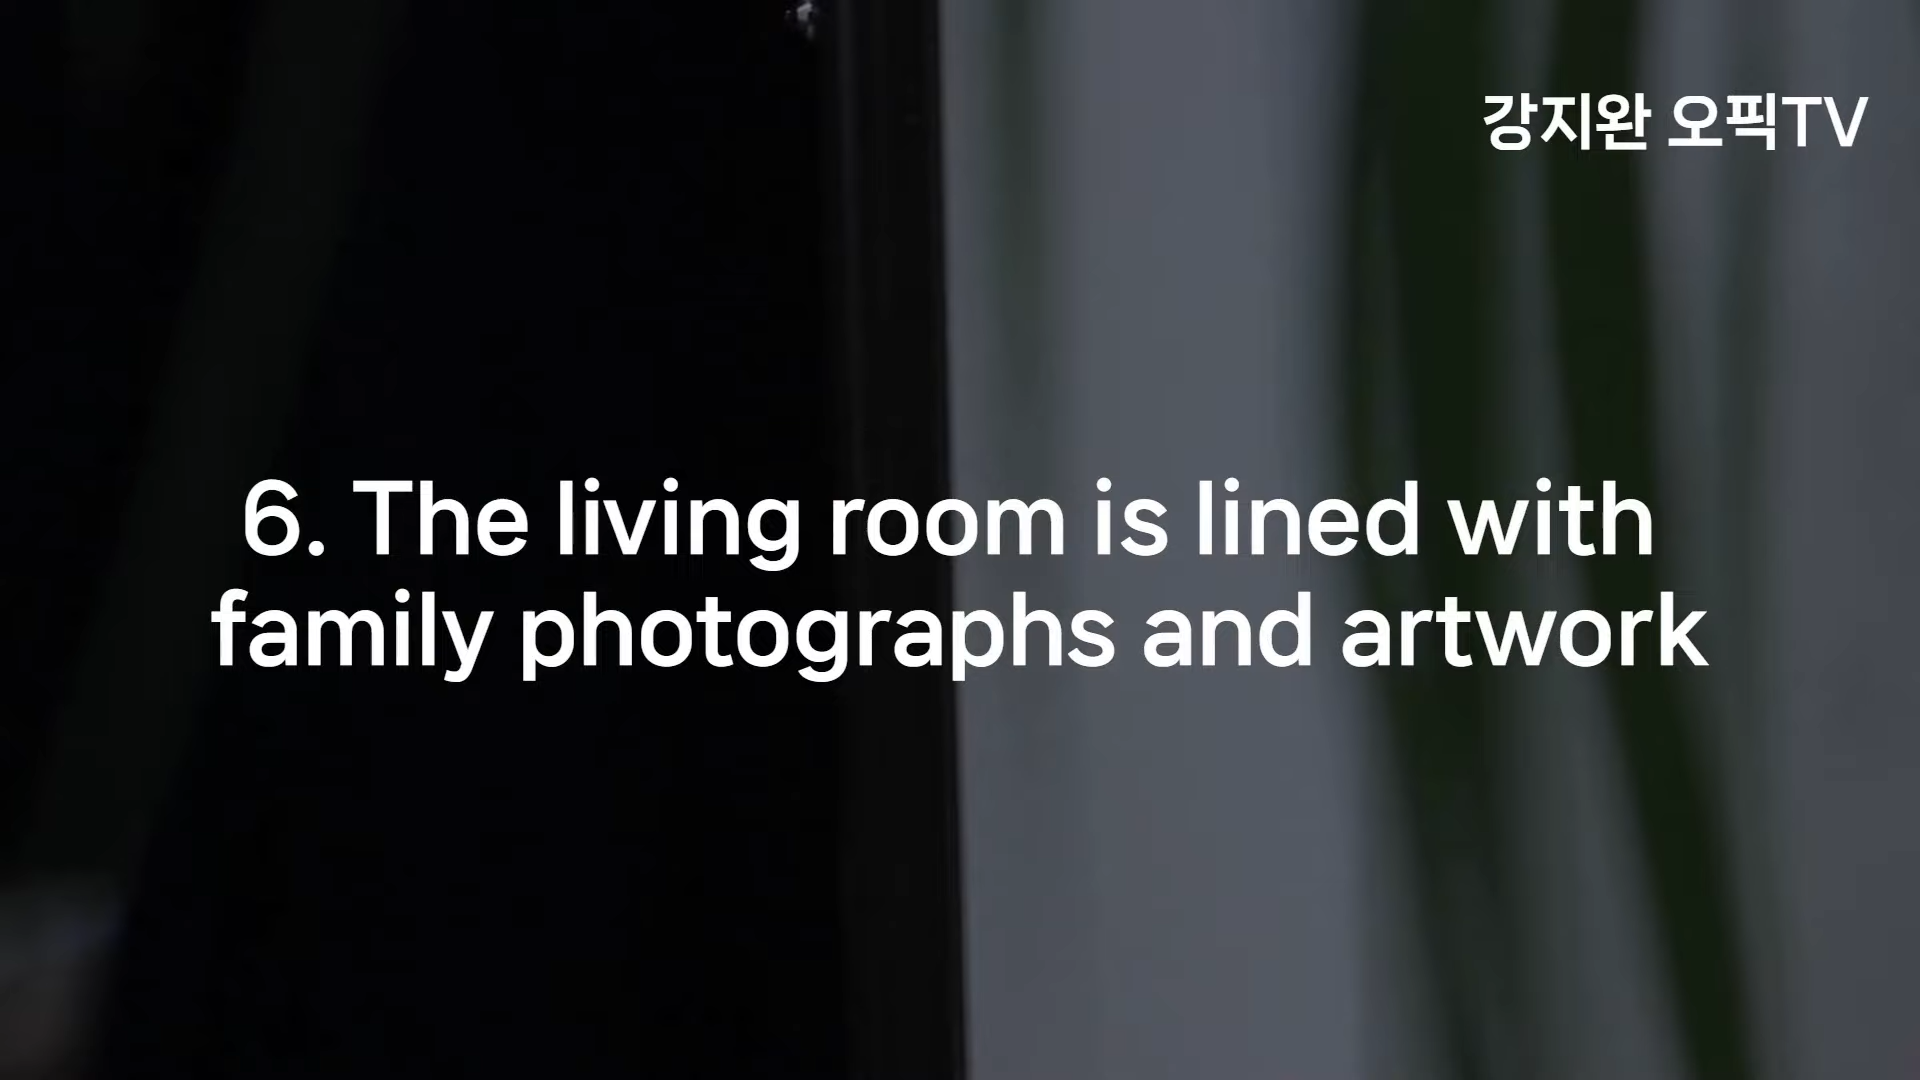 강지완 오픽TV
6. The living room is lined with
family photographs and artwork